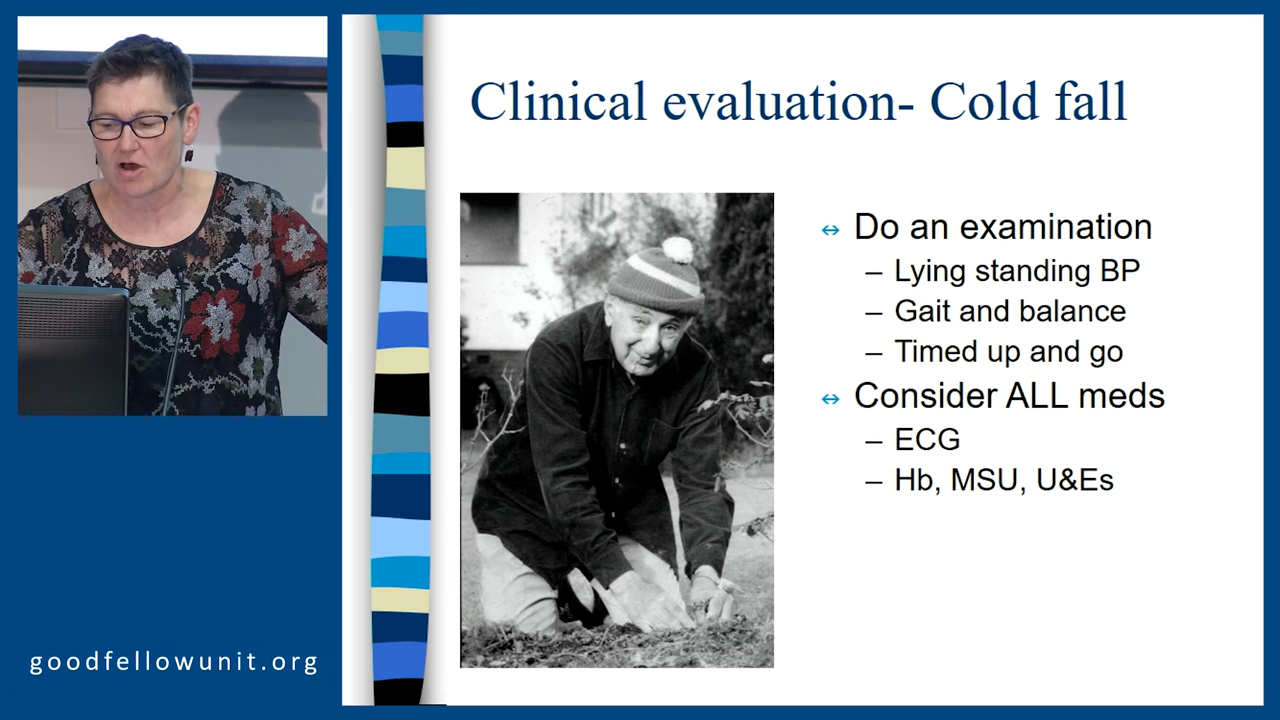 Clinical evaluation- Cold fall
↔ Do an examination
– Lying standing BP
– Gait and balance
– Timed up and go
↔ Consider ALL meds
– ECG
– Hb, MSU, U&Es
goodfellowunit.org